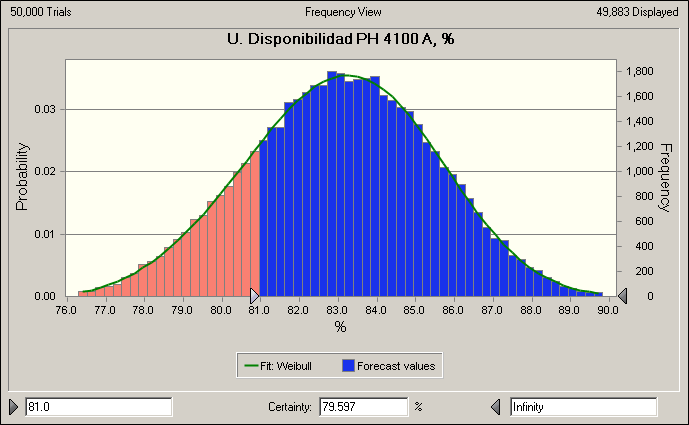 50,000 Trials Frequency View 49,883 Displayed
U. Disponibilidad PH 4100 A, %
Probability
0.03
0.02
0.01
0.00
1,800
1,600
1,400
1,200
1,000
800
600
400
200
0
Frequency
76.0 77.0 78.0 79.0 80.0 81.0 82.0 83.0 84.0 85.0 86.0 87.0 88.0 89.0 90.0
%
Fit: Weibull Forecast values
81.0 Certainty: 79.597 % Infinity